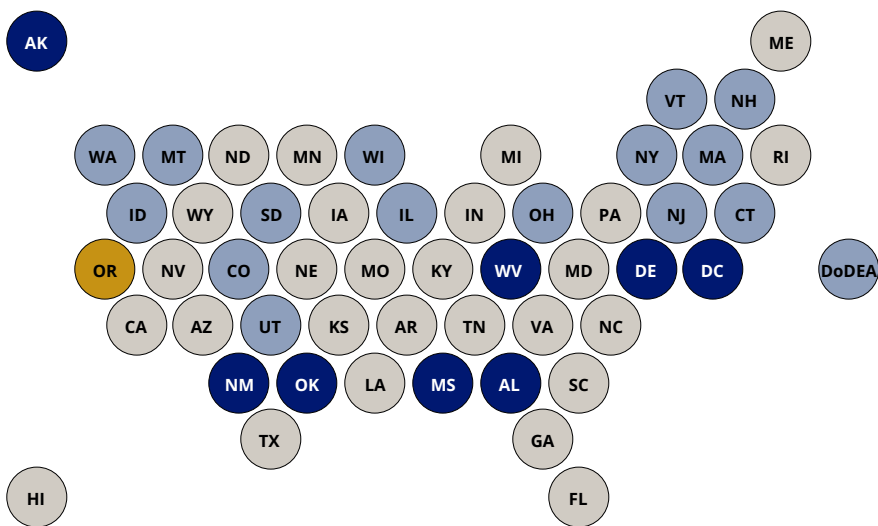 AK ME
VT NH
WA MT ND MN WI MI NY MA RI
ID WY SD IA IL IN OH PA NJ CT
OR NV CO NE MO KY WV MD DE DC DoDEA
CA AZ UT KS AR TN VA NC
NM OK LA MS AL SC
TX GA
HI FL